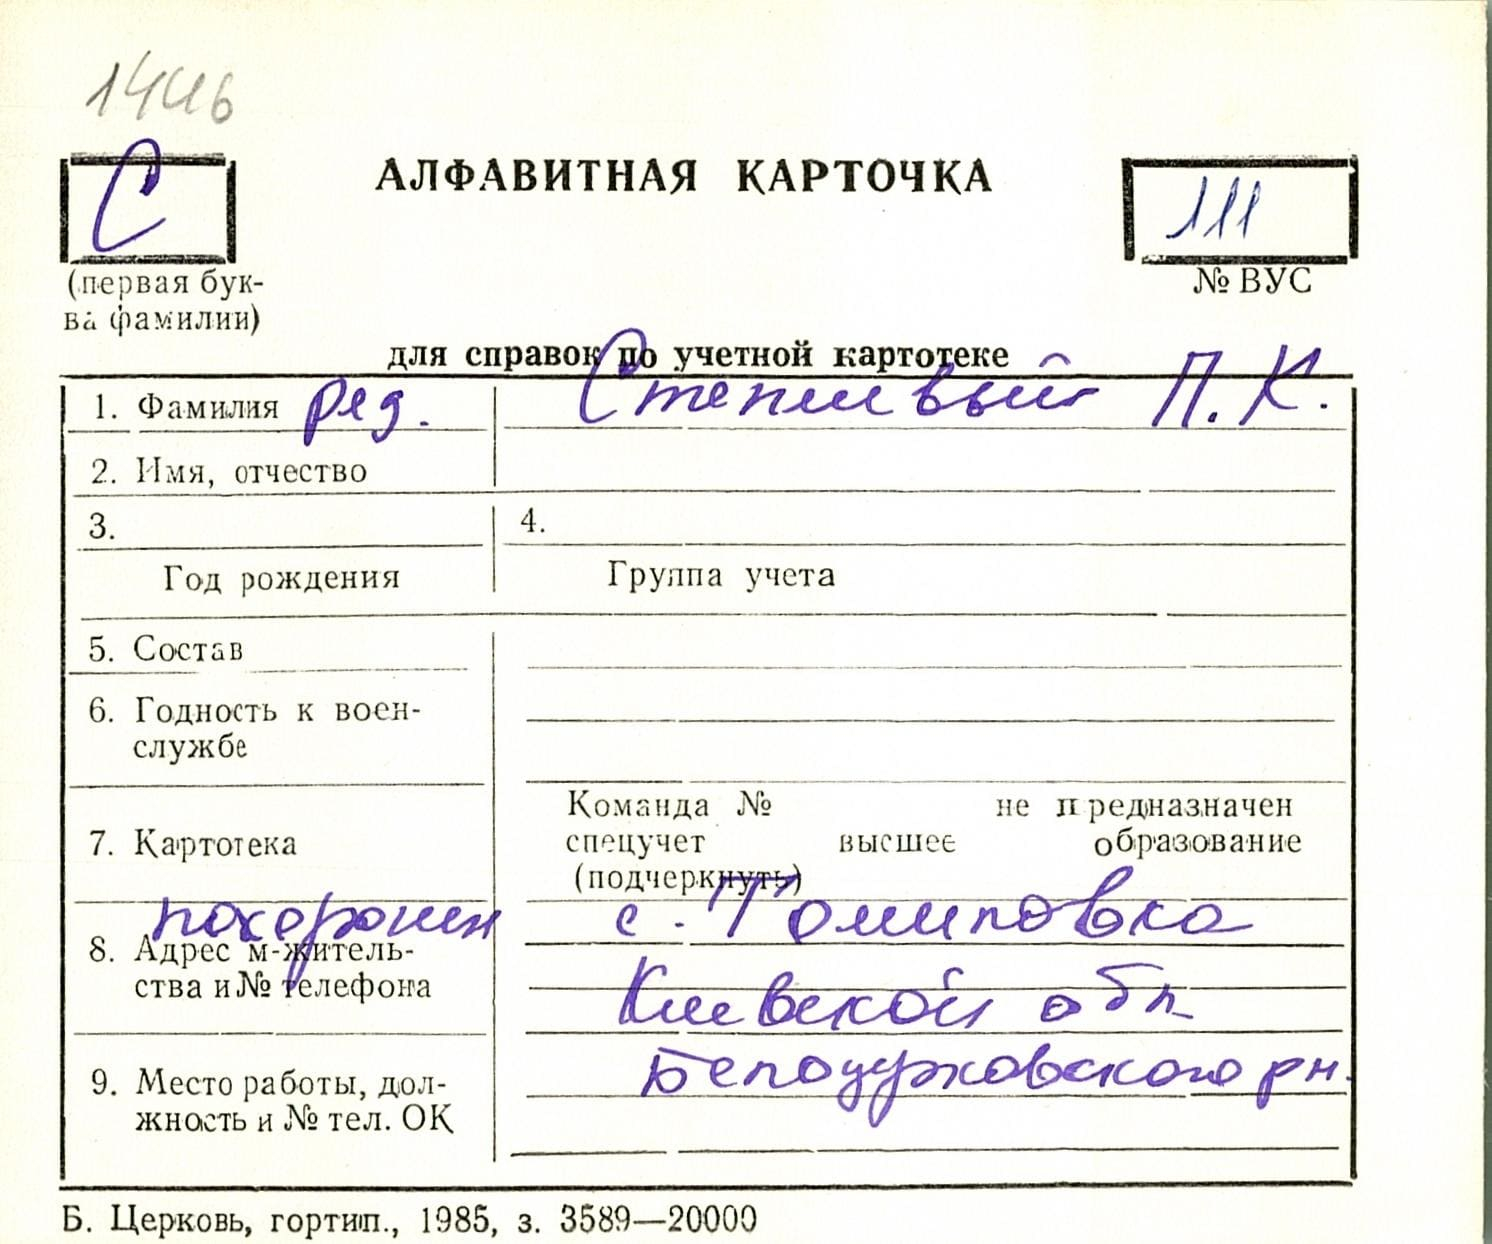 1446
С
АЛФАВИТНАЯ КАРТОЧКА
111
(первая бук-
ва фамилии)
№ ВУС
для справок по учетной картотеке
1. Фамилия ряд. Степивый П. К.
2. Имя, отчество
3.
4.
Год рождения
Группа учета
5. Состав
6. Годность к воен-
службе
7. Картотека
Команда № не предназначен
спецучет высшее образование
(подчеркнуть)
похоронен с. Томиловка
8. Адрес м-житель-
ства и № телефона
Киевской обл.
Белоцерковского рн.
9. Место работы, дол-
жность и № тел. ОК
Б. Церковь, гортип., 1985, з. 3589—20000